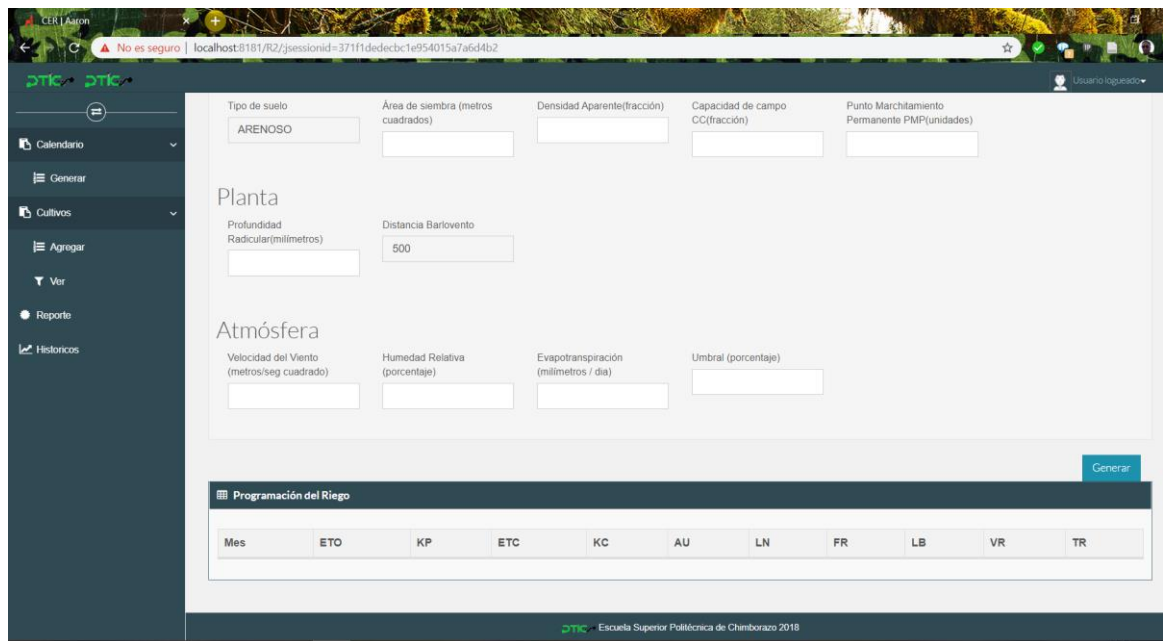 CER | Aaron
No es seguro | localhost:8181/R2/;jsessionid=371f1dedecbc1e954015a7a6d4b2
DTIC DTIC
Usuario logueado
Calendario
Generar
Cultivos
Agregar
Ver
Reporte
Historicos
Tipo de suelo
ARENOSO
Área de siembra (metros
cuadrados)
Densidad Aparente(fracción)
Capacidad de campo
CC(fracción)
Punto Marchitamiento
Permanente PMP(unidades)
Planta
Profundidad
Radicular(milímetros)
Distancia Barlovento
500
Atmósfera
Velocidad del Viento
(metros/seg cuadrado)
Humedad Relativa
(porcentaje)
Evapotranspiración
(milímetros / dia)
Umbral (porcentaje)
Generar
Programación del Riego
Mes ETO KP ETC KC AU LN FR LB VR TR
DTIC Escuela Superior Politécnica de Chimborazo 2018